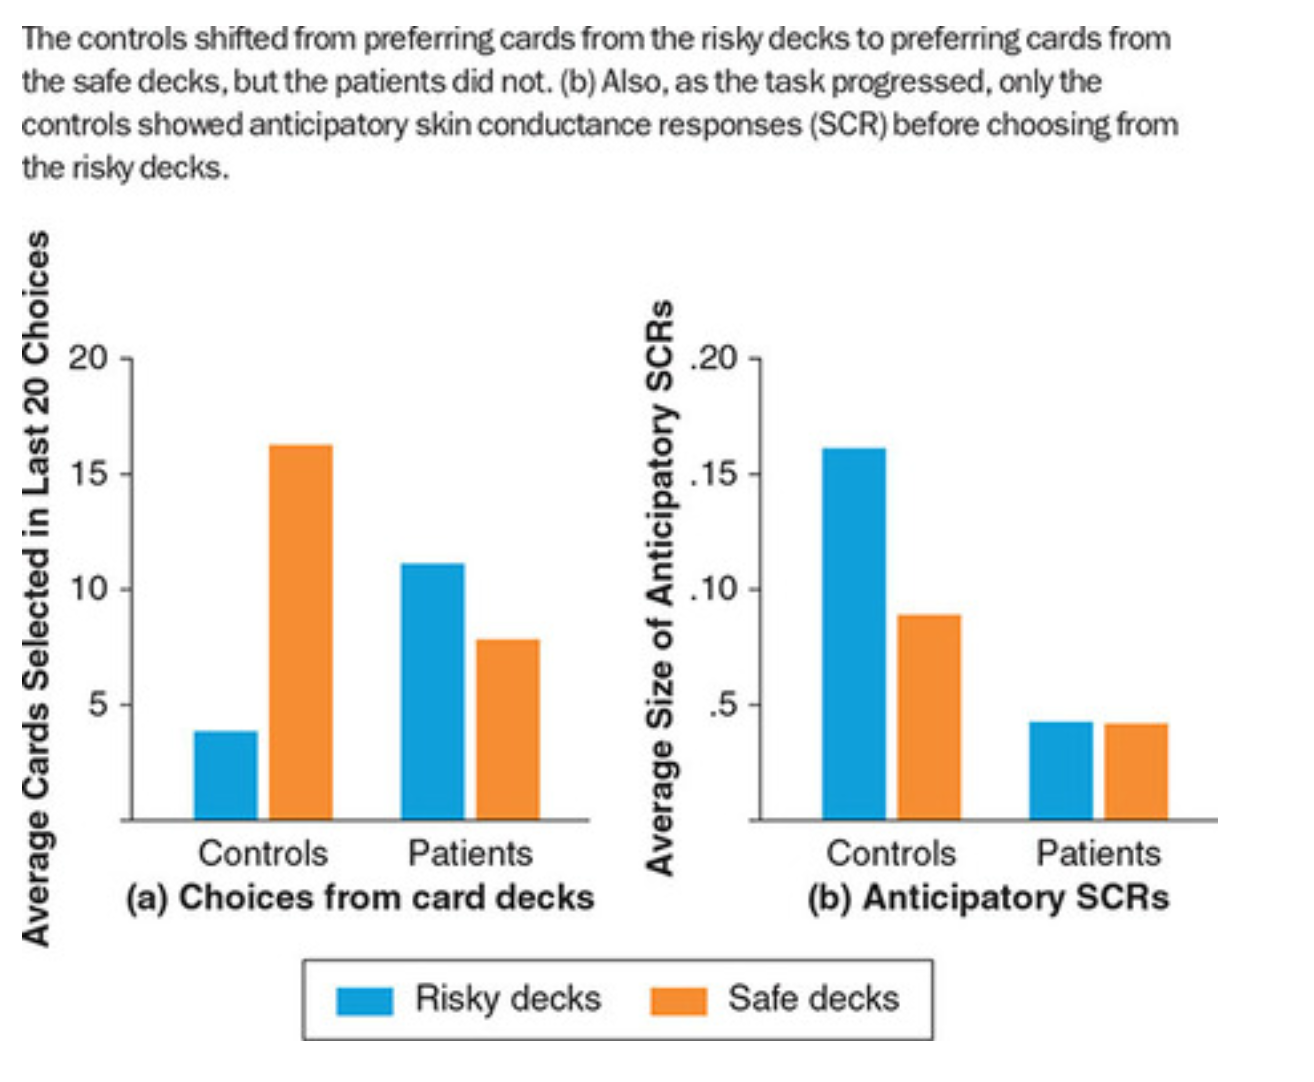 The controls shifted from preferring cards from the risky decks to preferring cards from
the safe decks, but the patients did not. (b) Also, as the task progressed, only the
controls showed anticipatory skin conductance responses (SCR) before choosing from
the risky decks.
Average Cards Selected in Last 20 Choices
20
15
10
5
Controls
Patients
(a) Choices from card decks
Average Size of Anticipatory SCRs
.20
.15
.10
.5
Controls
Patients
(b) Anticipatory SCRs
Risky decks
Safe decks